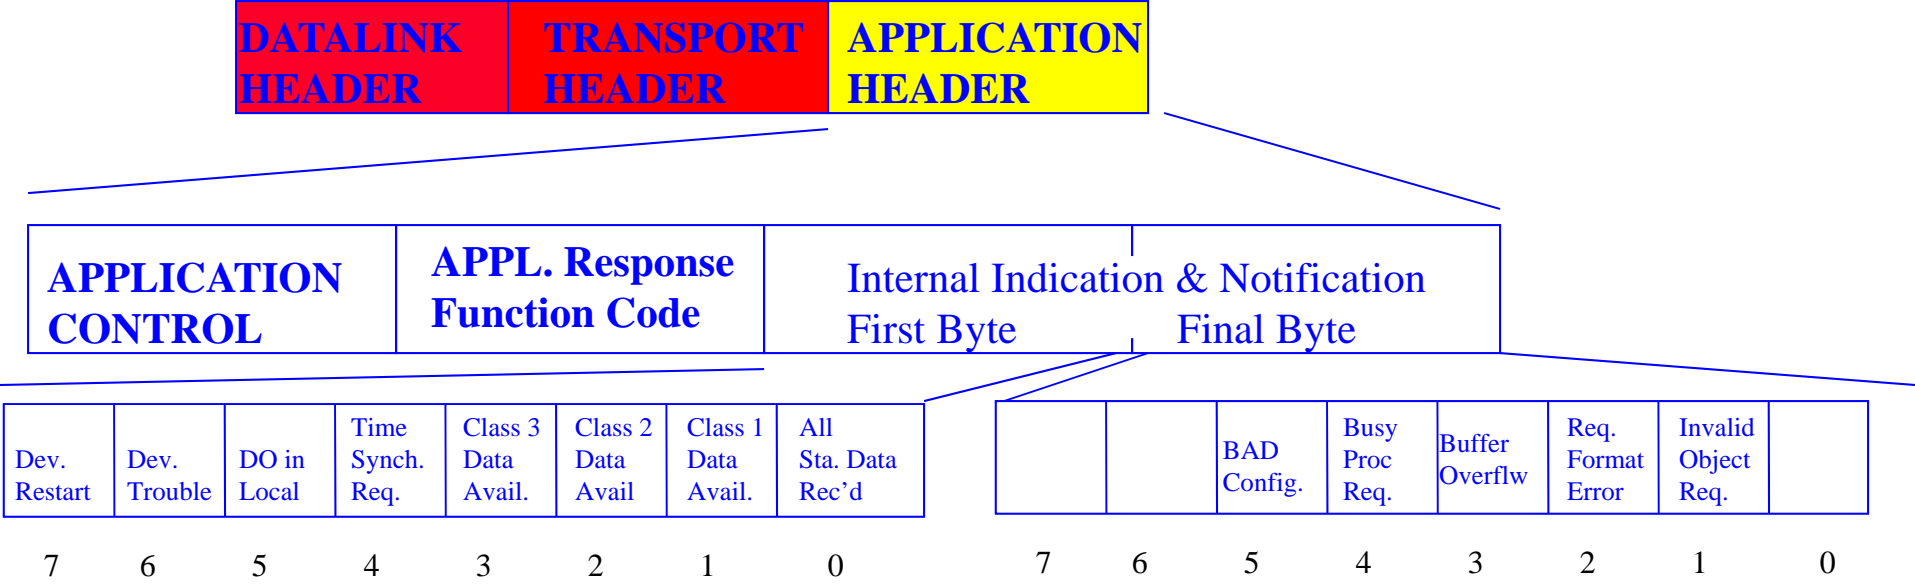 DATALINK
HEADER
TRANSPORT
HEADER
APPLICATION
HEADER
APPLICATION
CONTROL
APPL. Response
Function Code
Internal Indication & Notification
First Byte
Final Byte
Dev.
Restart
Dev.
Trouble
DO in
Local
Time
Synch.
Req.
Class 3
Data
Avail.
Class 2
Data
Avail
Class 1
Data
Avail.
All
Sta. Data
Rec’d
BAD
Config.
Busy
Proc
Req.
Buffer
Overflw
Req.
Format
Error
Invalid
Object
Req.
7 6 5 4 3 2 1 0
7 6 5 4 3 2 1 0